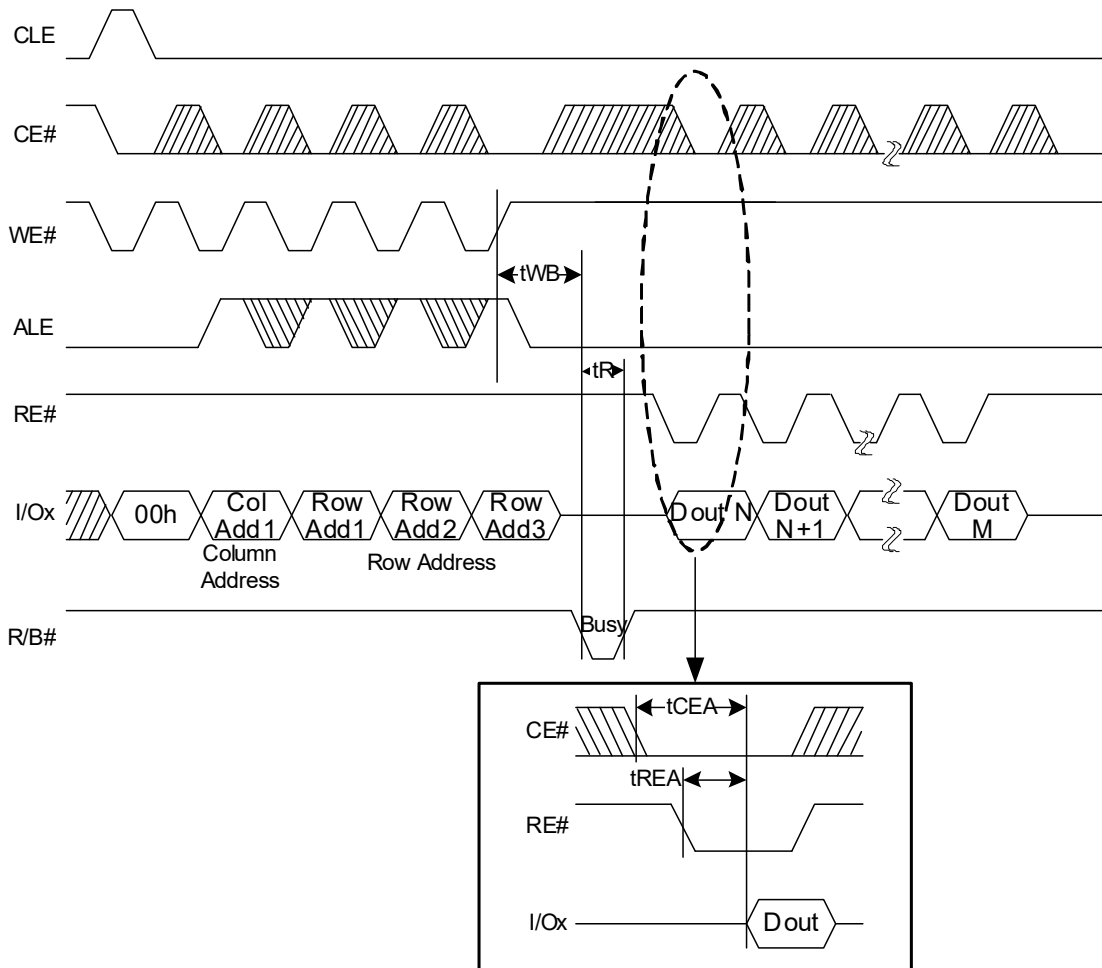 CLE
CE#
WE#
tWB
ALE
tR
RE#
I/Ox
00h
Col
Add1
Row
Add1
Row
Add2
Row
Add3
Dout N
Dout
N+1
Dout
M
Column
Address
Row Address
R/B#
Busy
CE#
tCEA
tREA
RE#
I/Ox
Dout